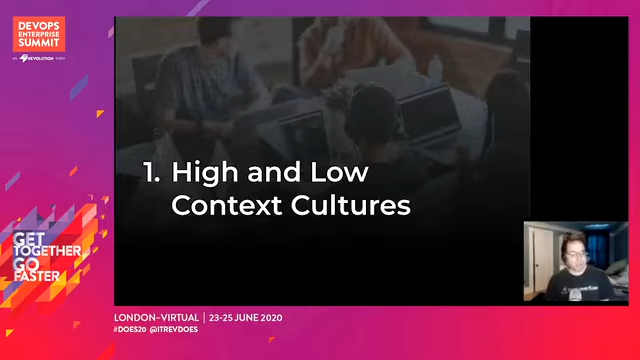 DEVOPS
ENTERPRISE
SUMMIT
REVOLUTION
1. High and Low
Context Cultures
GET
TOGETHER
GO
FASTER
LONDON–VIRTUAL | 23-25 JUNE 2020
#DOES20 @ITREVDOES